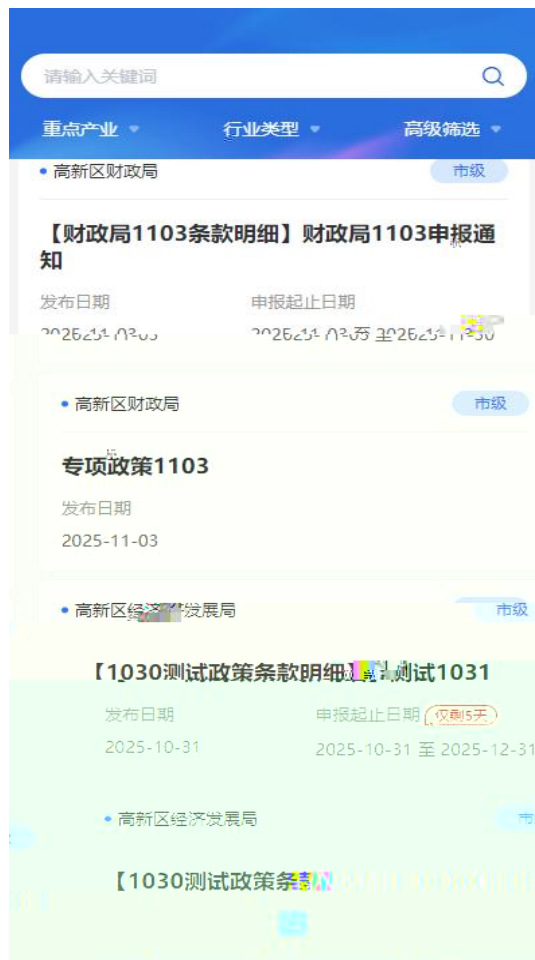 请输入关键词
重点产业 行业类型 高级筛选
高新区财政局 市级
【财政局1103条款明细】财政局1103申报通
知
发布日期 申报起止日期
高新区财政局 市级
专项政策1103
发布日期
2025-11-03
高新区经济发展局 市级
【1030测试政策条款明细】 测试1031
发布日期 申报起止日期 仅剩5天
2025-10-31 2025-10-31 至 2025-12-31
高新区经济发展局 市
【1030测试政策条